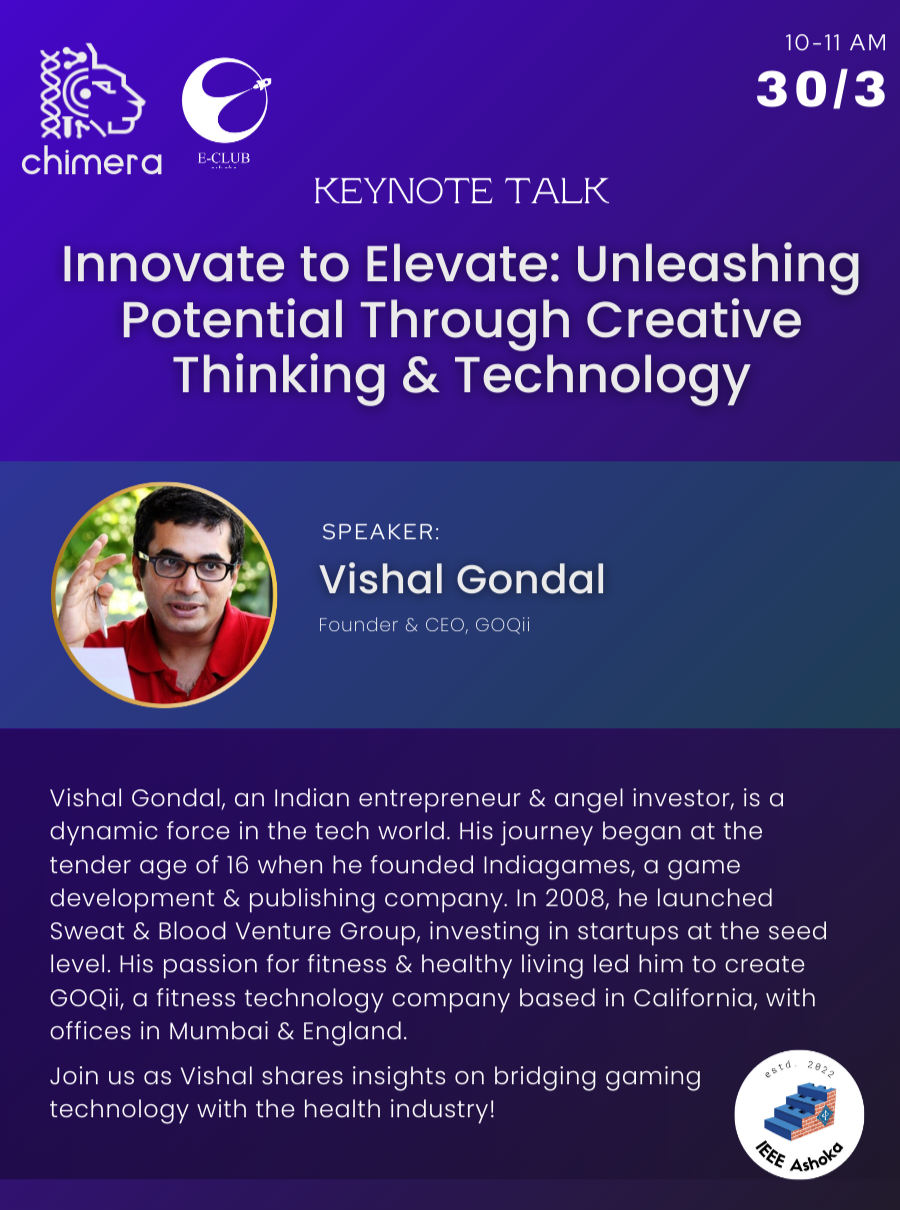 10-11 AM
30/3
chimera
E-CLUB
KEYNOTE TALK
Innovate to Elevate: Unleashing
Potential Through Creative
Thinking & Technology
SPEAKER:
Vishal Gondal
Founder & CEO, GOQii
Vishal Gondal, an Indian entrepreneur & angel investor, is a
dynamic force in the tech world. His journey began at the
tender age of 16 when he founded Indiagames, a game
development & publishing company. In 2008, he launched
Sweat & Blood Venture Group, investing in startups at the seed
level. His passion for fitness & healthy living led him to create
GOQii, a fitness technology company based in California, with
offices in Mumbai & England.
Join us as Vishal shares insights on bridging gaming
technology with the health industry!
estd. 2022
IEEE Ashoka